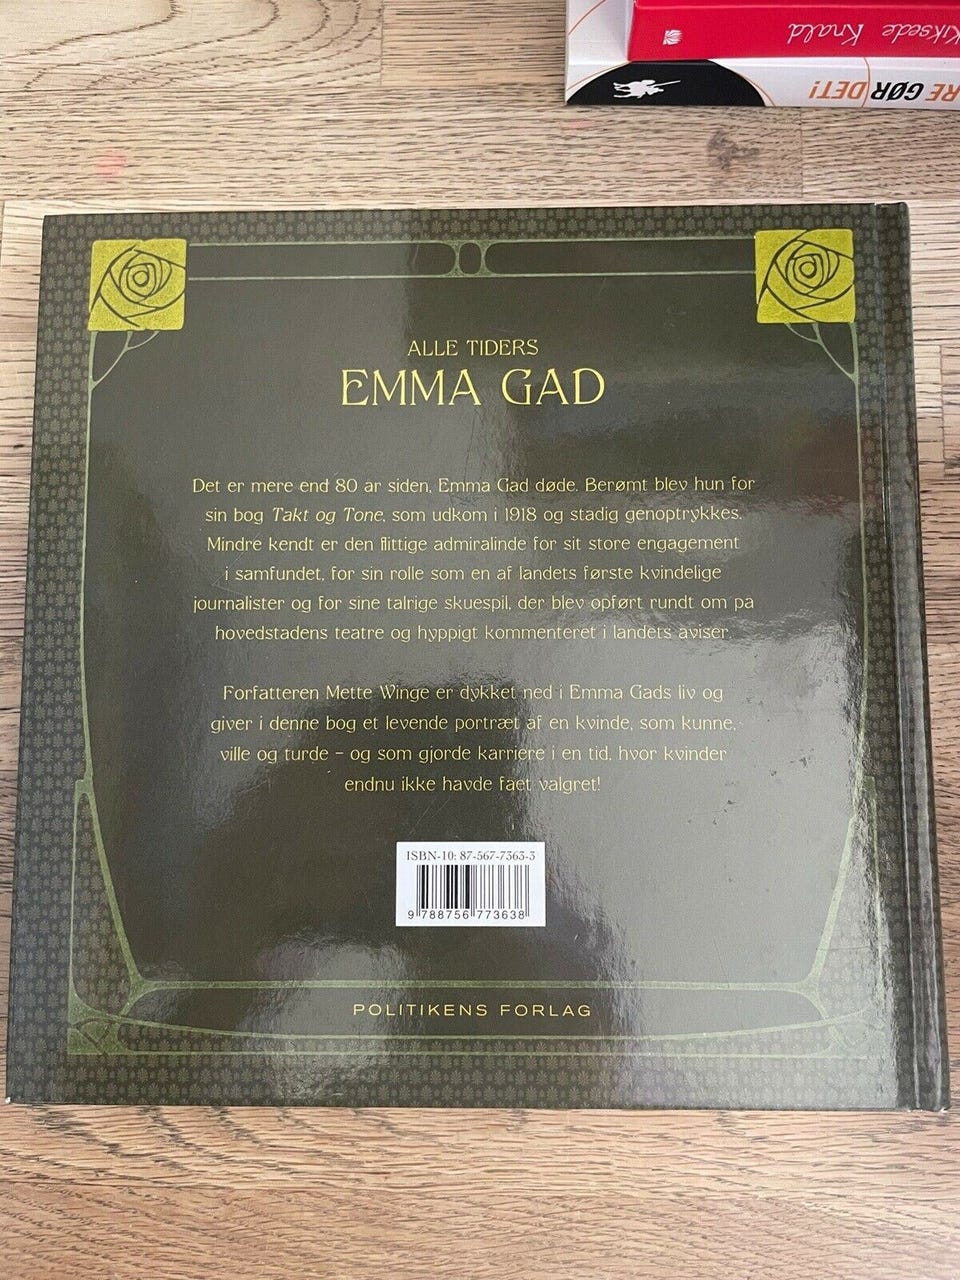 Kiksede Knald
RE GØR DET!
ALLE TIDERS
EMMA GAD
Det er mere end 80 år siden, Emma Gad døde. Berømt blev hun for
sin bog Takt og Tone, som udkom i 1918 og stadig genoptrykkes.
Mindre kendt er den flittige admiralinde for sit store engagement
i samfundet, for sin rolle som en af landets første kvindelige
journalister og for sine talrige skuespil, der blev opført rundt om på
hovedstadens teatre og hyppigt kommenteret i landets aviser.
Forfatteren Mette Winge er dykket ned i Emma Gads liv og
giver i denne bog et levende portræt af en kvinde, som kunne,
ville og turde – og som gjorde karriere i en tid, hvor kvinder
endnu ikke havde fået valgret!
ISBN-10: 87-567-7363-3
9 788756 773638
POLITIKENS FORLAG